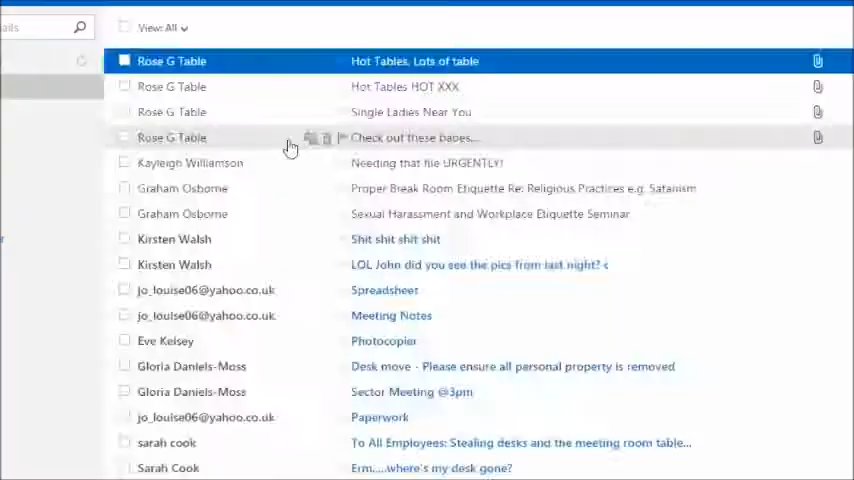 ails
View: All
Rose G Table Hot Tables, Lots of table
Rose G Table Hot Tables HOT XXX
Rose G Table Single Ladies Near You
Rose G Table Check out these babes...
Kayleigh Williamson Needing that file URGENTLY!
Graham Osborne Proper Break Room Etiquette Re: Religious Practices e.g. Satanism
Graham Osborne Sexual Harassment and Workplace Etiquette Seminar
Kirsten Walsh Shit shit shit shit
Kirsten Walsh LOL John did you see the pics from last night? <
jo_louise06@yahoo.co.uk Spreadsheet
jo_louise06@yahoo.co.uk Meeting Notes
Eve Kelsey Photocopier
Gloria Daniels-Moss Desk move - Please ensure all personal property is removed
Gloria Daniels-Moss Sector Meeting @3pm
jo_louise06@yahoo.co.uk Paperwork
sarah cook To All Employees: Stealing desks and the meeting room table...
Sarah Cook Erm.....where's my desk gone?